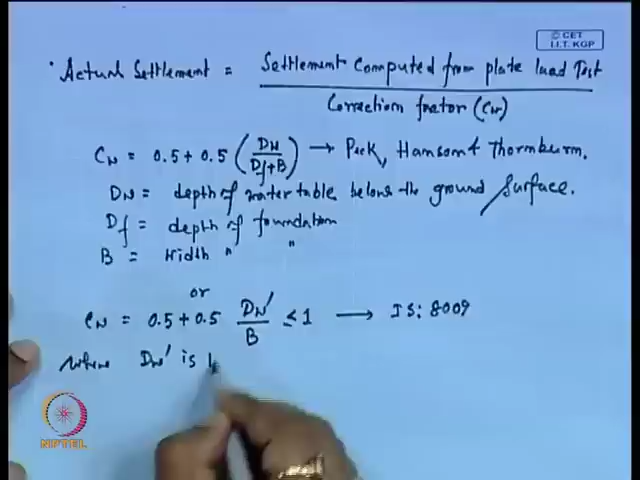 © CET
I.I.T. KGP
· Actual Settlement = Settlement Computed from plate load Test / Correction factor (Cw)
Cw = 0.5 + 0.5 (Dw / Df + B) → Peck, Hanson & Thornburn.
Dw = depth of water table below the ground surface.
Df = depth of foundation
B = Width " "
or
Cw = 0.5 + 0.5 Dw' / B ≤ 1 → IS: 8009
where Dw' is
NPTEL